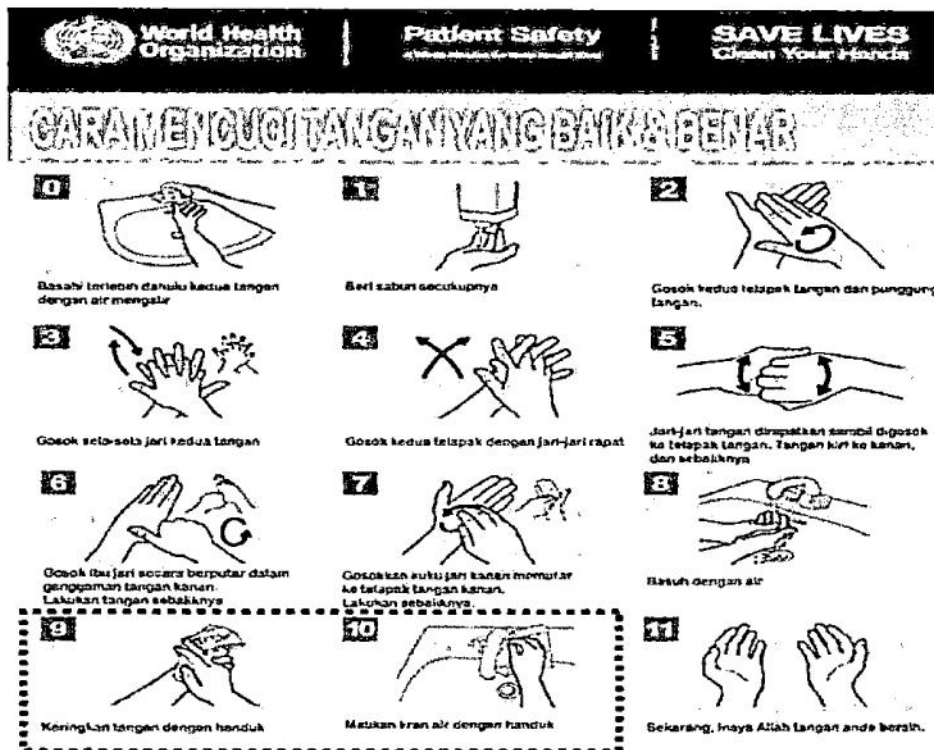 World Health
Organization
Patient Safety
SAVE LIVES
Clean Your Hands
CARA MENCUCI TANGAN YANG BAIK & BENAR
0
Basahi terlebih dahulu kedua tangan
dengan air mengalir
1
Beri sabun secukupnya
2
Gosok kedua telapak tangan dan punggung
tangan.
3
Gosok sela-sela jari kedua tangan
4
Gosok kedua telapak dengan jari-jari rapat
5
Jari-jari tangan dirapatkan sambil digosok
ke telapak tangan. Tangan kiri ke kanan,
dan sebaliknya
6
Gosok ibu jari secara berputar dalam
genggaman tangan kanan.
Lakukan tangan sebaliknya
7
Gosokkan kuku jari kanan memutar
ke telapak tangan kanan.
Lakukan sebaliknya.
8
Basuh dengan air
9
Keringkan tangan dengan handuk
10
Matikan kran air dengan handuk
11
Sekarang, Insya Allah tangan anda bersih.